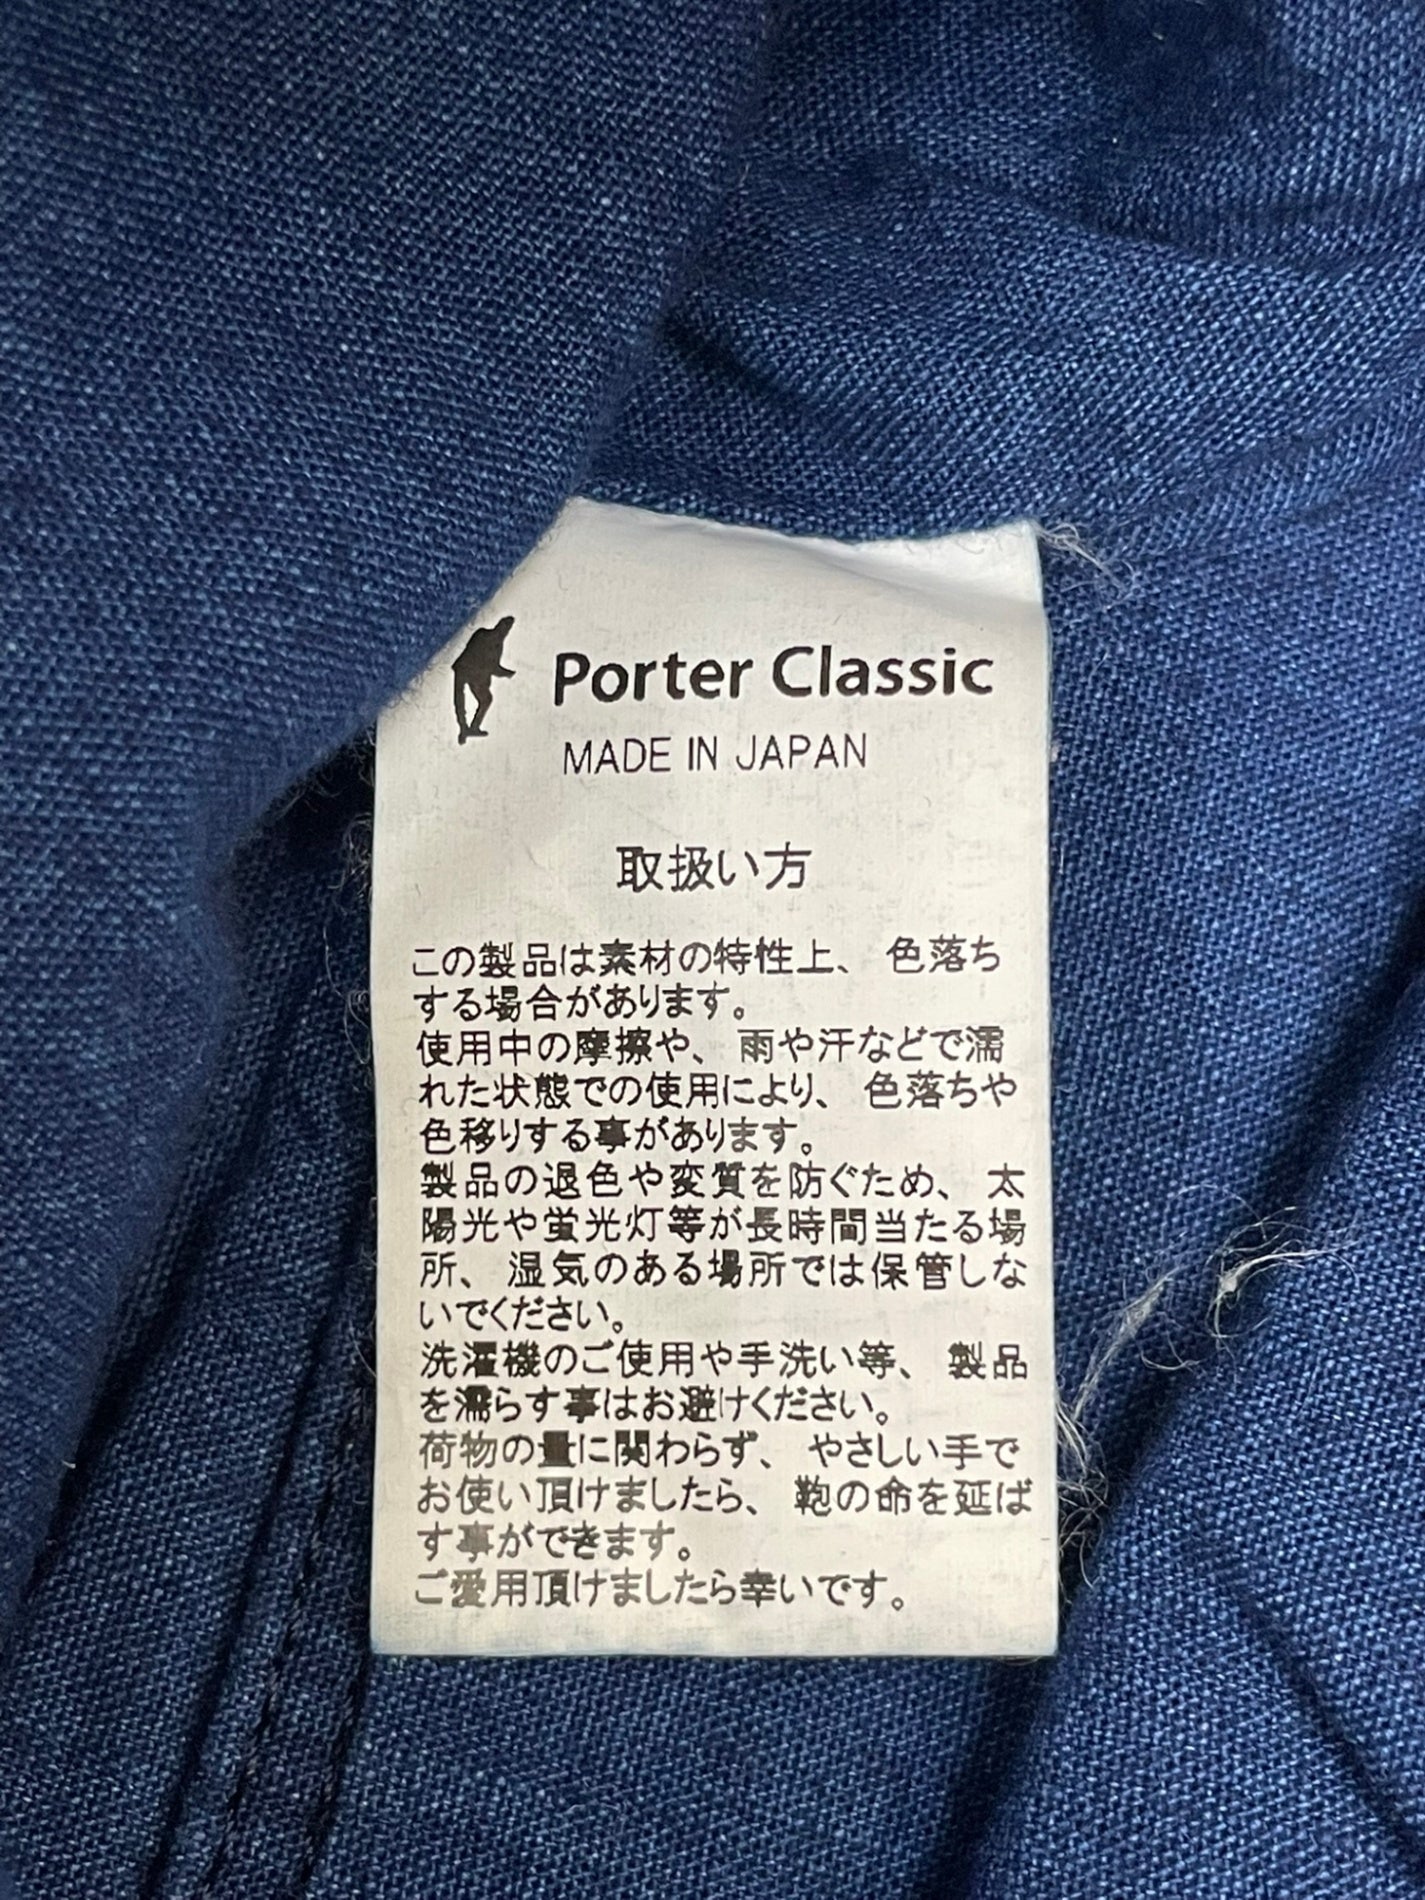 Porter Classic
MADE IN JAPAN
取扱い方
この製品は素材の特性上、色落ち
する場合があります。
使用中の摩擦や、雨や汗などで濡
れた状態での使用により、色落ちや
色移りする事があります。
製品の退色や変質を防ぐため、太
陽光や蛍光灯等が長時間当たる場
所、湿気のある場所では保管しな
いでください。
洗濯機のご使用や手洗い等、製品
を濡らす事はお避けください。
荷物の量に関わらず、やさしい手で
お使い頂けましたら、鞄の命を延ば
す事ができます。
ご愛用頂けましたら幸いです。